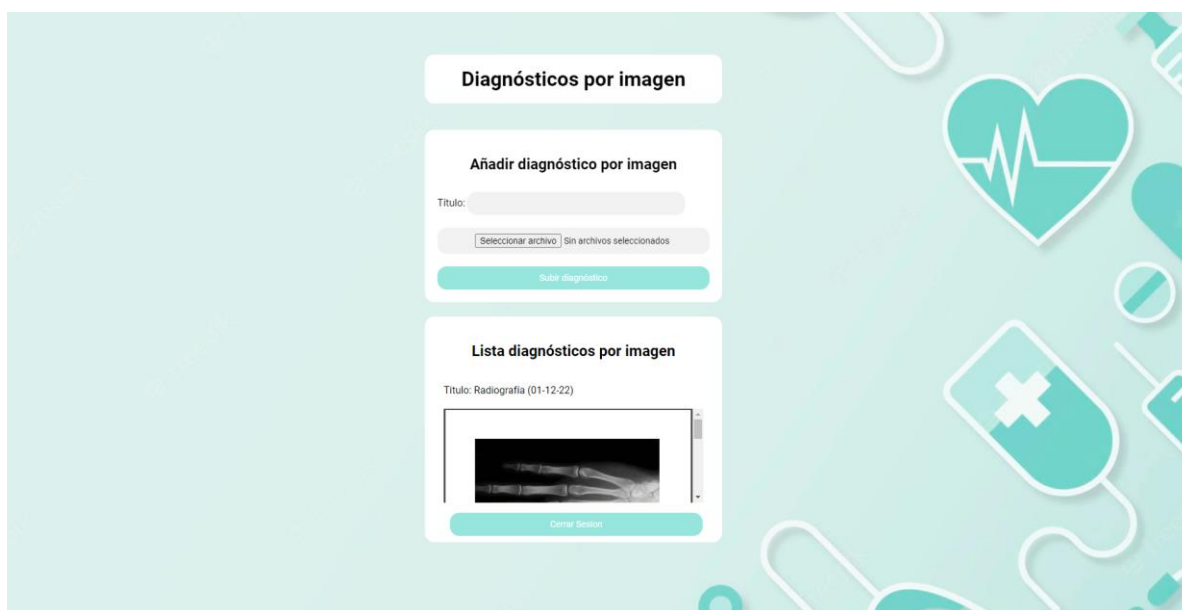 Diagnósticos por imagen
Añadir diagnóstico por imagen
Título:
Seleccionar archivo Sin archivos seleccionados
Subir diagnóstico
Lista diagnósticos por imagen
Título: Radiografía (01-12-22)
Cerrar Sesion